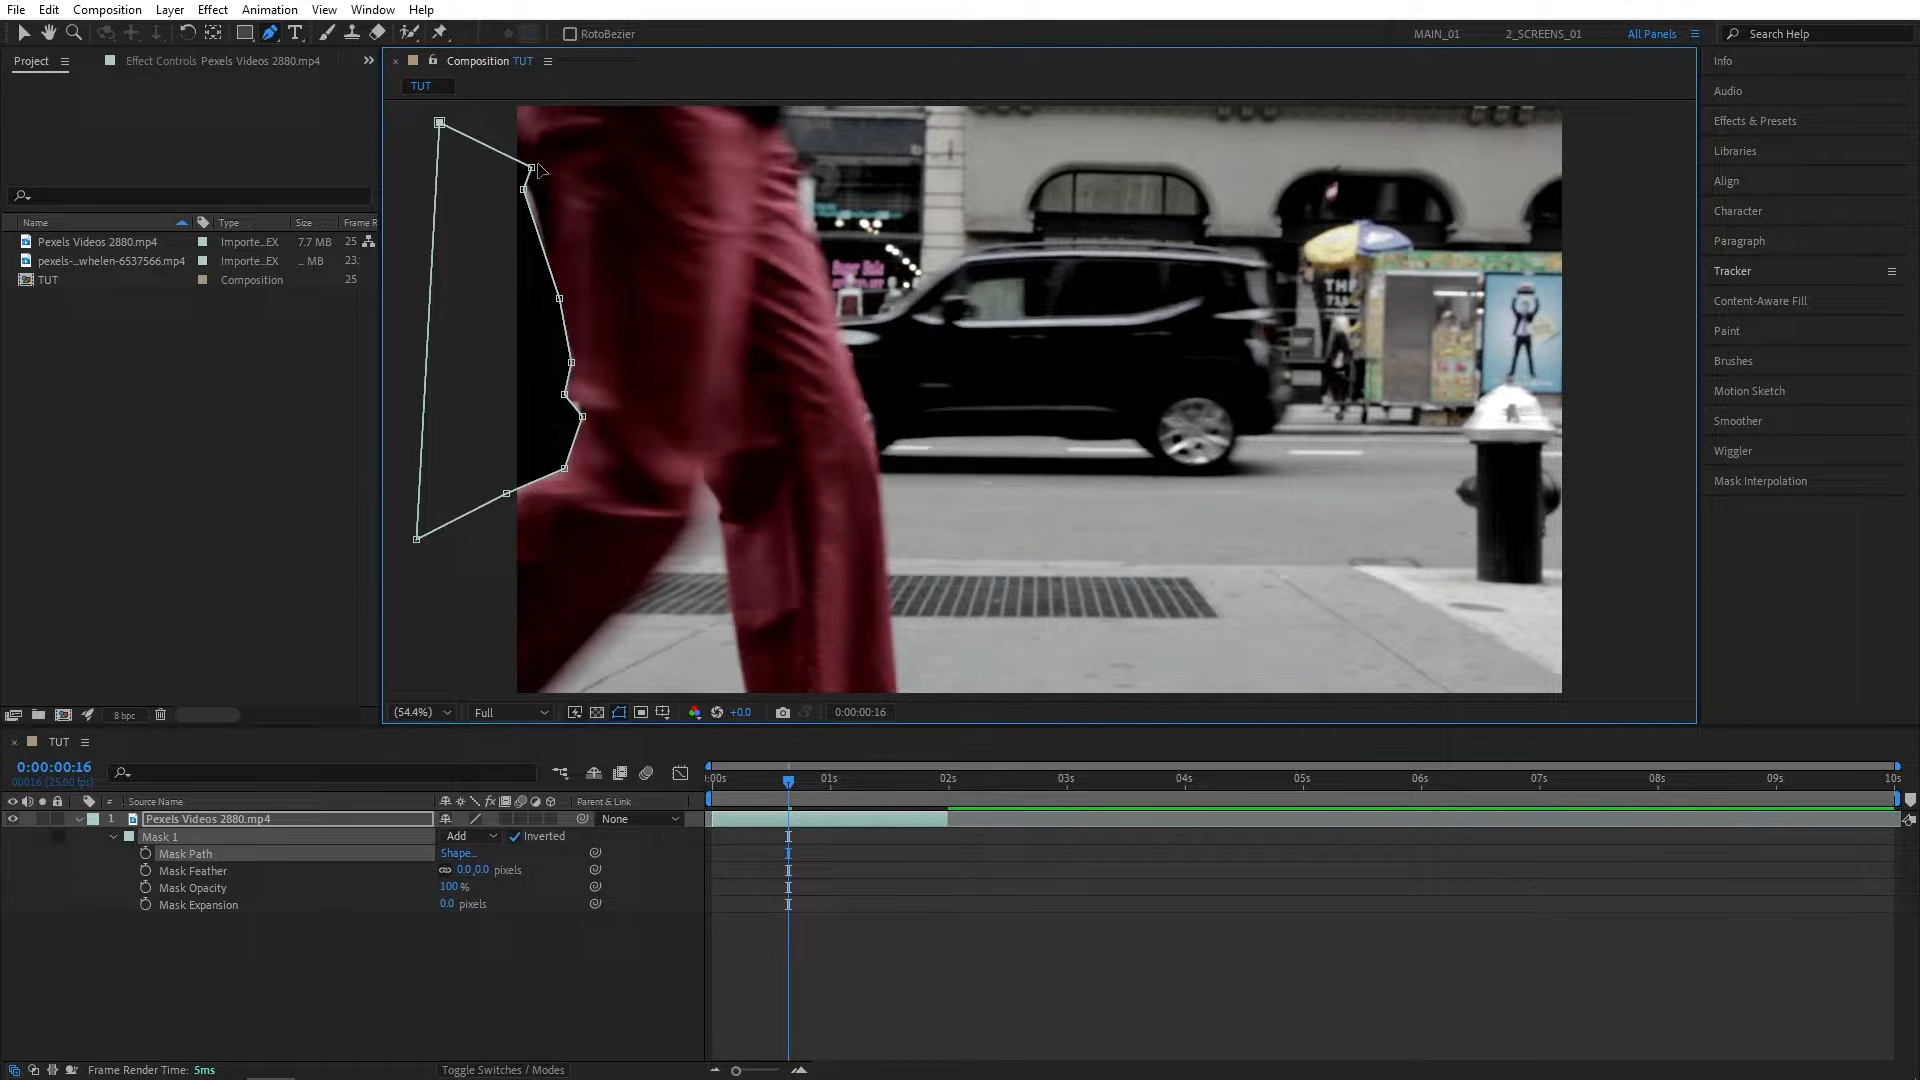 File Edit Composition Layer Effect Animation View Window Help
RotoBezier MAIN_01 2_SCREENS_01 All Panels Search Help
Project Effect Controls Pexels Videos 2880.mp4
Composition TUT
TUT
Name Type Size Frame R
Pexels Videos 2880.mp4 Importe...EX 7.7 MB 25
pexels-...whelen-6537566.mp4 Importe...EX ... MB 23.
TUT Composition 25
THE
Info
Audio
Effects & Presets
Libraries
Align
Character
Paragraph
Tracker
Content-Aware Fill
Paint
Brushes
Motion Sketch
Smoother
Wiggler
Mask Interpolation
8 bpc (54.4%) Full +0.0 0:00:00:16
TUT
0:00:00:16
00016 (25.00 fps)
:00s 01s 02s 03s 04s 05s 06s 07s 08s 09s 10s
# Source Name Parent & Link
1 Pexels Videos 2880.mp4 None
Mask 1 Add Inverted
Mask Path Shape...
Mask Feather 0.0,0.0 pixels
Mask Opacity 100 %
Mask Expansion 0.0 pixels
Frame Render Time: 5ms Toggle Switches / Modes